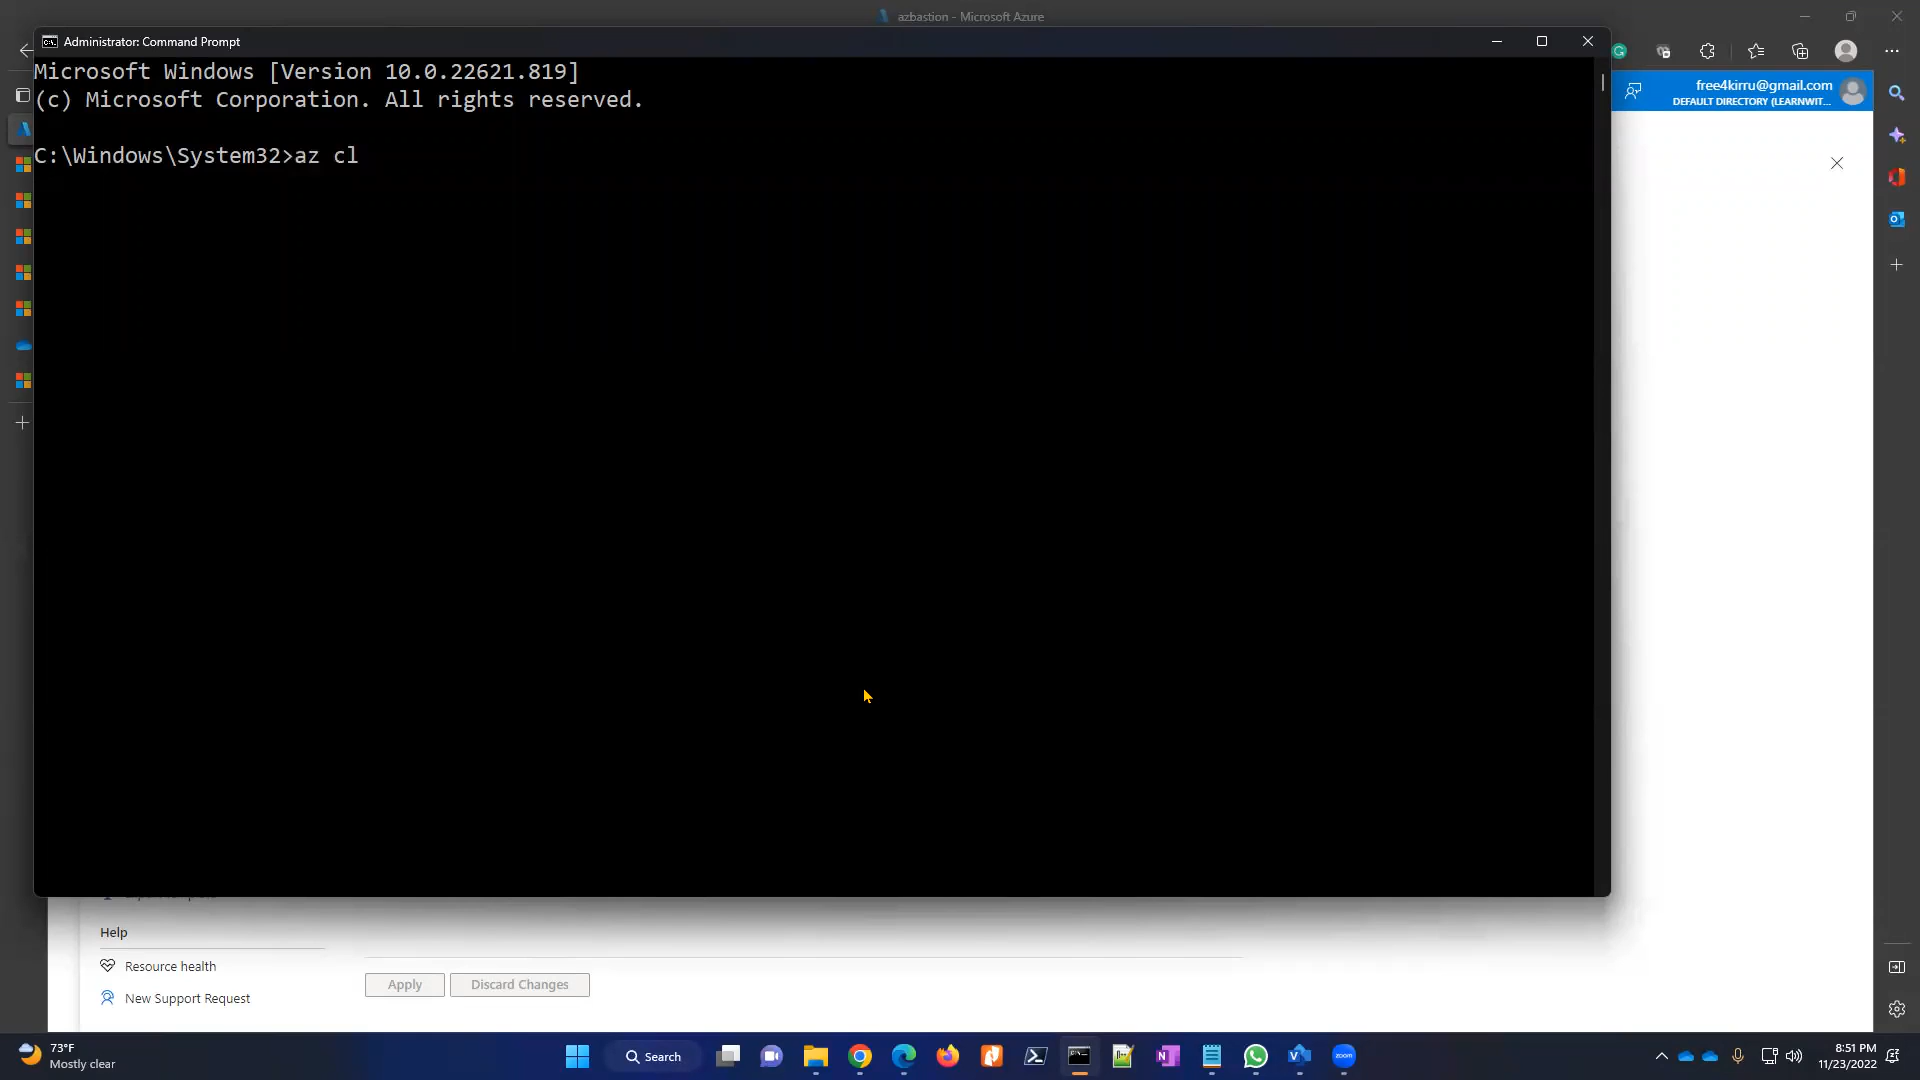 azbastion - Microsoft Azure
Administrator: Command Prompt
Microsoft Windows [Version 10.0.22621.819]
(c) Microsoft Corporation. All rights reserved.
C:\Windows\System32>az cl
free4kirru@gmail.com
DEFAULT DIRECTORY (LEARNWIT...
Help
Resource health
New Support Request
Apply
Discard Changes
73°F
Mostly clear
Search
zoom
8:51 PM
11/23/2022